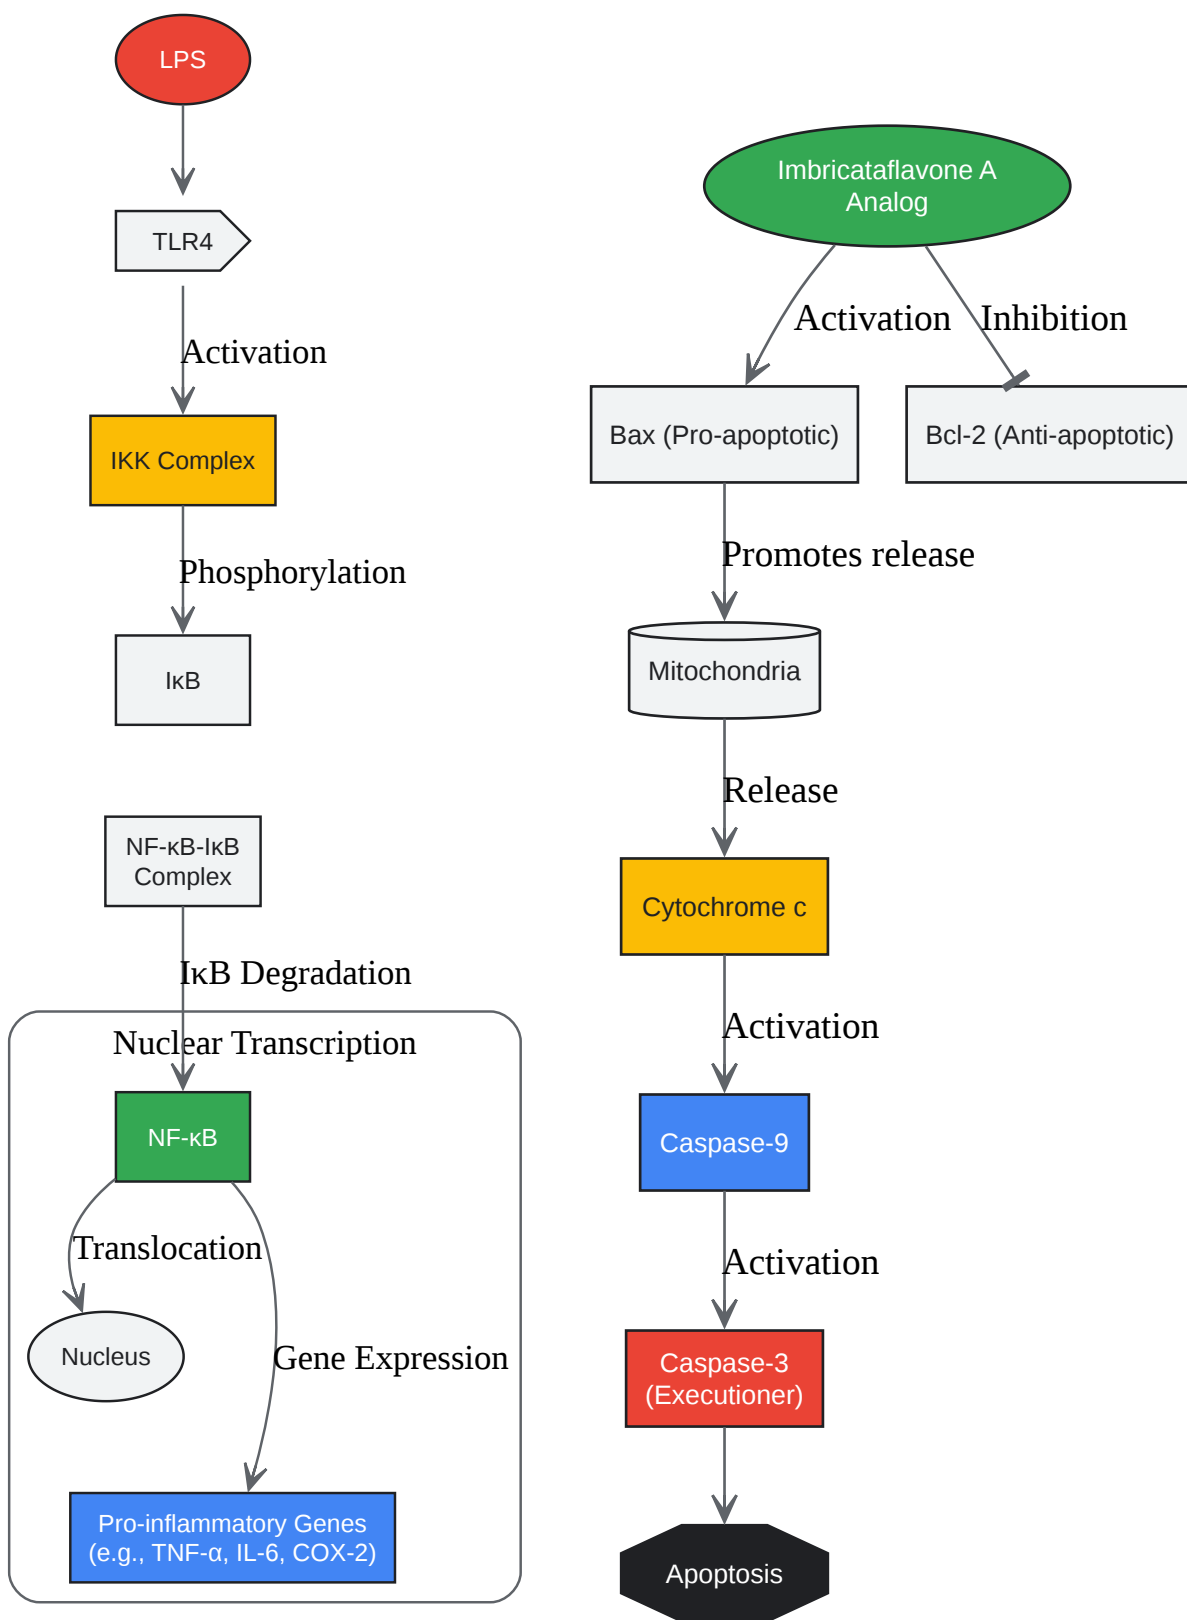 LPS
TLR4
Activation
IKK Complex
Phosphorylation
IκB
NF-κB-IκB
Complex
IκB Degradation
Nuclear Transcription
NF-κB
Translocation
Nucleus
Gene Expression
Pro-inflammatory Genes
(e.g., TNF-α, IL-6, COX-2)
Imbricataflavone A
Analog
Activation
Inhibition
Bax (Pro-apoptotic)
Bcl-2 (Anti-apoptotic)
Promotes release
Mitochondria
Release
Cytochrome c
Activation
Caspase-9
Activation
Caspase-3
(Executioner)
Apoptosis